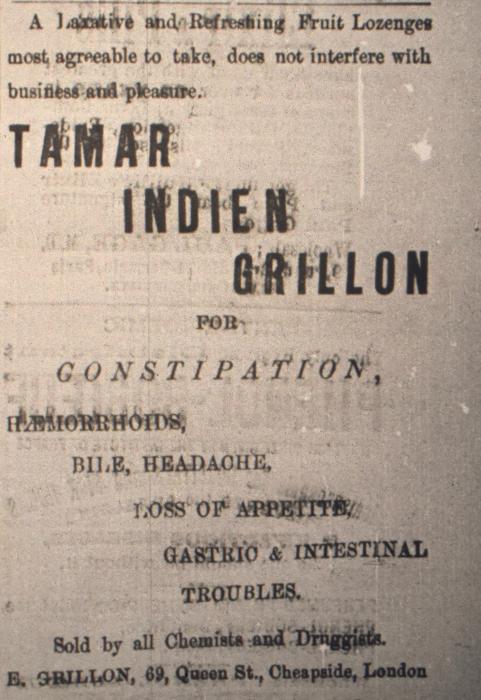 A Laxative and Refreshing Fruit Lozenges
most agreeable to take, does not interfere with
business and pleasure.
TAMAR
INDIEN
GRILLON
FOR
CONSTIPATION,
HÆMORRHOIDS,
BILE, HEADACHE,
LOSS OF APPETITE,
GASTRIC & INTESTINAL
TROUBLES.
Sold by all Chemists and Druggists.
E. GRILLON, 69, Queen St., Cheapside, London